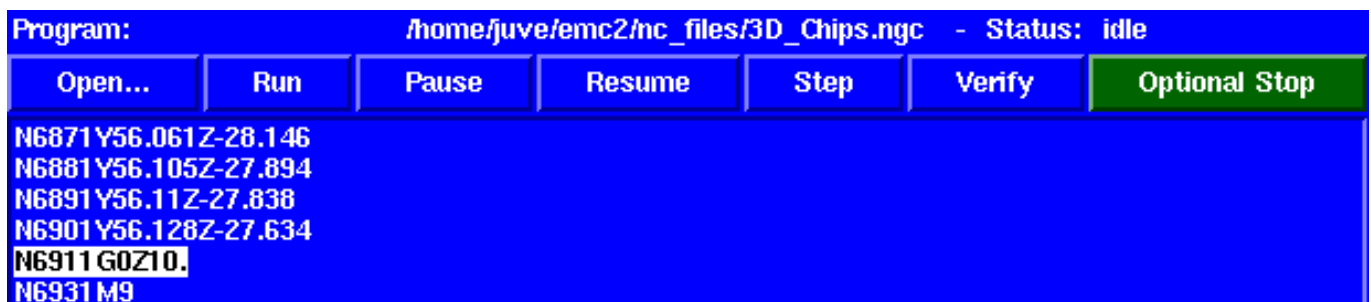 Program: /home/juve/emc2/nc_files/3D_Chips.ngc - Status: idle
Open... Run Pause Resume Step Verify Optional Stop
N6871Y56.061Z-28.146
N6881Y56.105Z-27.894
N6891Y56.11Z-27.838
N6901Y56.128Z-27.634
N6911G0Z10.
N6931M9